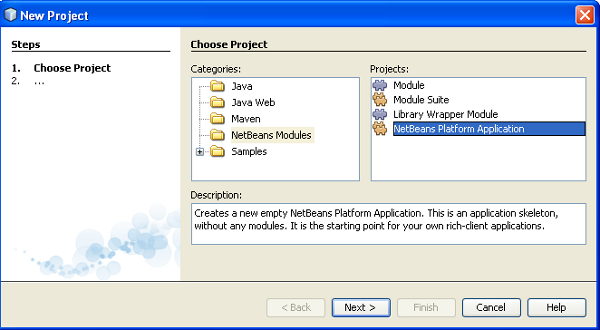 New Project
Steps
1. Choose Project
2. ...
Choose Project
Categories:
Java
Java Web
Maven
NetBeans Modules
Samples
Projects:
Module
Module Suite
Library Wrapper Module
NetBeans Platform Application
Description:
Creates a new empty NetBeans Platform Application. This is an application skeleton,
without any modules. It is the starting point for your own rich-client applications.
< Back
Next >
Finish
Cancel
Help